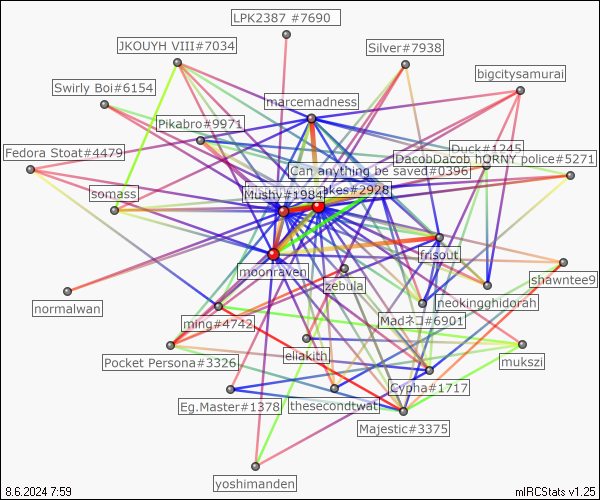 LPK2387 #7690
JKOUYH VIII#7034
Silver#7938
bigcitysamurai
Swirly Boi#6154
marcemadness
Pikabro#9971
Duck#1245
Fedora Stoat#4479
DacobDacob hORNY police#5271
Can anything be saved#0396
somass
Mushy#1984
akes#2928
frisout
moonraven
zebula
shawntee9
normalwan
neokingghidorah
ming#4742
Madネコ#6901
eliakith
mukszi
Pocket Persona#3326
Cypha#1717
Eg.Master#1378
thesecondtwat
Majestic#3375
yoshimanden
8.6.2024 7:59
mIRCStats v1.25